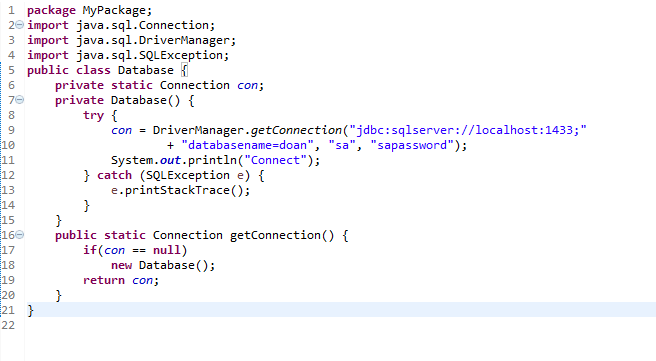 1 package MyPackage;
2 import java.sql.Connection;
3 import java.sql.DriverManager;
4 import java.sql.SQLException;
5 public class Database {
6     private static Connection con;
7     private Database() {
8         try {
9             con = DriverManager.getConnection("jdbc:sqlserver://localhost:1433;"
10                     + "databasename=doan", "sa", "sapassword");
11             System.out.println("Connect");
12         } catch (SQLException e) {
13             e.printStackTrace();
14         }
15     }
16     public static Connection getConnection() {
17         if(con == null)
18             new Database();
19         return con;
20     }
21 }
22